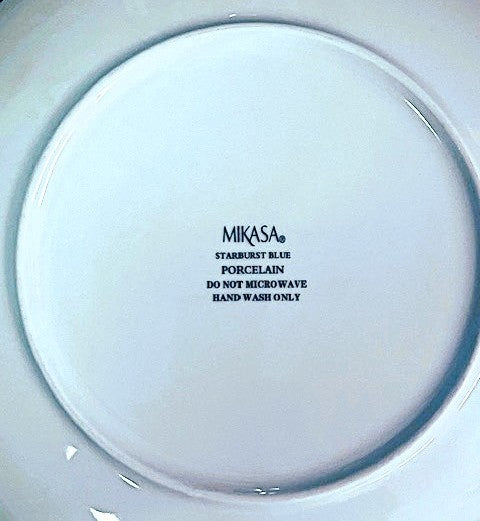 MIKASA®
STARBURST BLUE
PORCELAIN
DO NOT MICROWAVE
HAND WASH ONLY